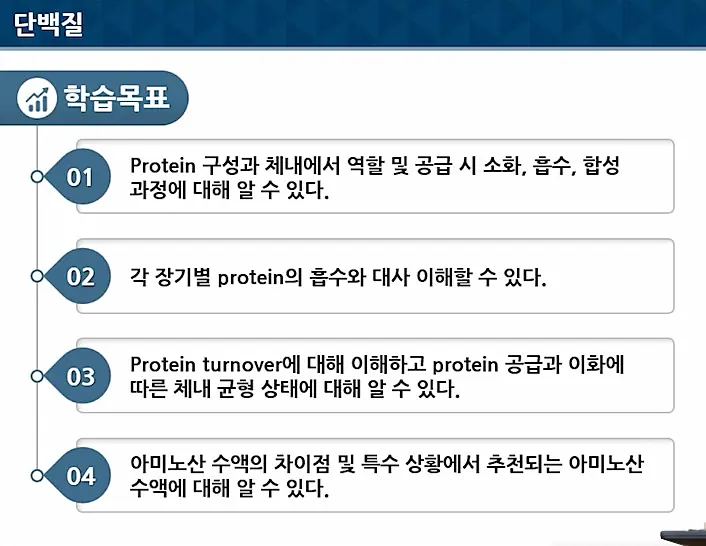 단백질
학습목표
01
Protein 구성과 체내에서 역할 및 공급 시 소화, 흡수, 합성
과정에 대해 알 수 있다.
02
각 장기별 protein의 흡수와 대사 이해할 수 있다.
03
Protein turnover에 대해 이해하고 protein 공급과 이화에
따른 체내 균형 상태에 대해 알 수 있다.
04
아미노산 수액의 차이점 및 특수 상황에서 추천되는 아미노산
수액에 대해 알 수 있다.